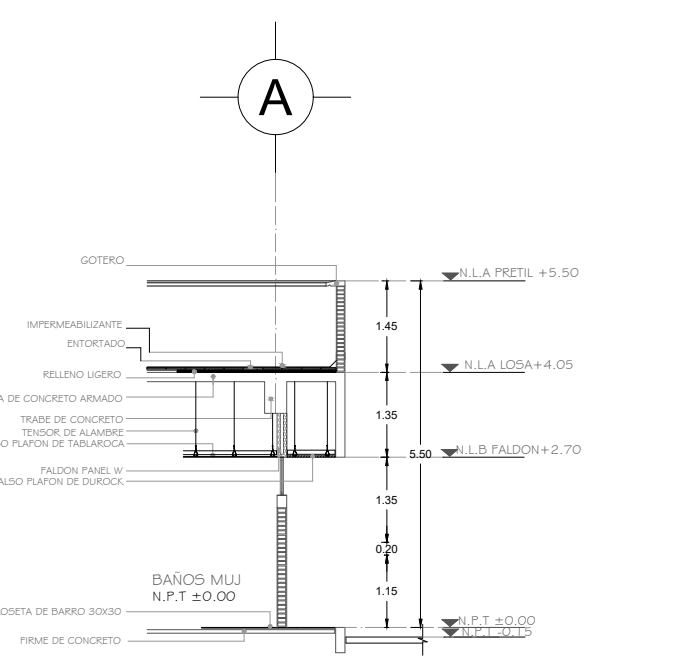 A
GOTERO
N.L.A PRETIL +5.50
1.45
IMPERMEABILIZANTE
ENTORTADO
N.L.A LOSA+4.05
RELLENO LIGERO
A DE CONCRETO ARMADO
1.35
TRABE DE CONCRETO
TENSOR DE ALAMBRE
SO PLAFON DE TABLAROCA
5.50
N.L.B FALDON+2.70
FALDON PANEL W
ALSO PLAFON DE DUROCK
1.35
0.20
BAÑOS MUJ
N.P.T ±0.00
1.15
OSETA DE BARRO 30X30
N.P.T ±0.00
N.P.T -0.15
FIRME DE CONCRETO